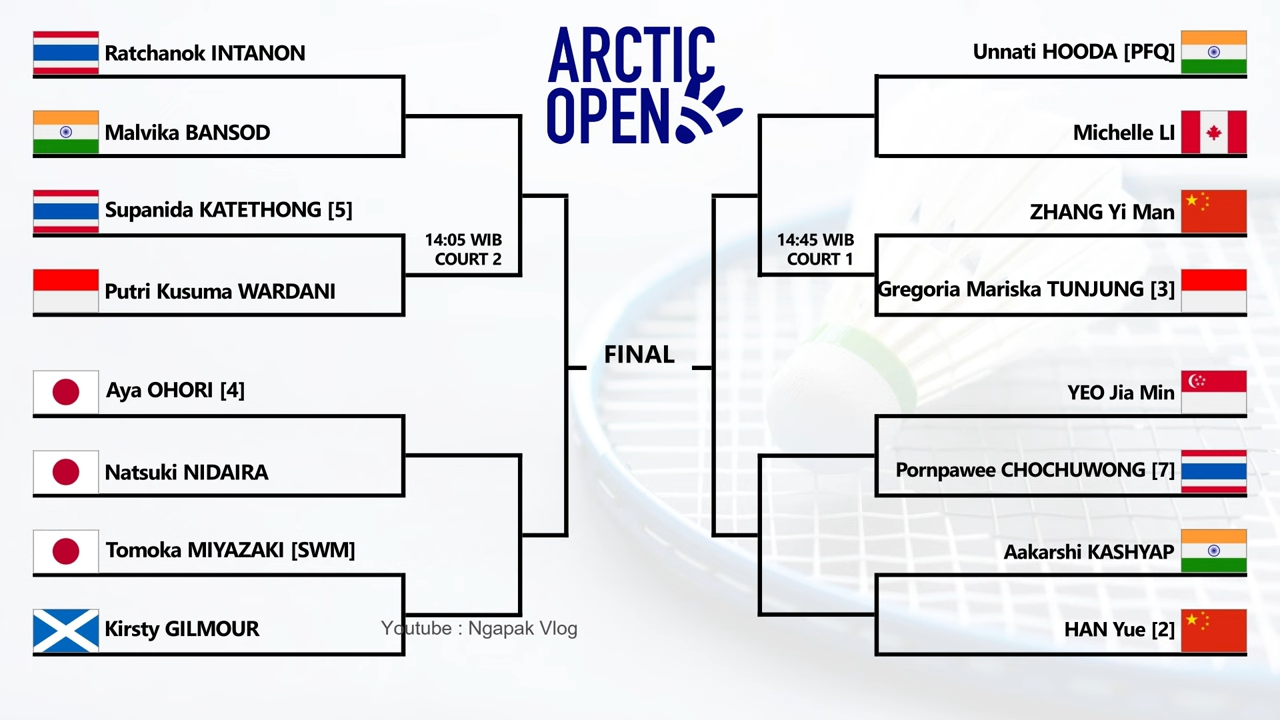 ARCTIC
OPEN
Ratchanok INTANON
Malvika BANSOD
Supanida KATETHONG [5]
14:05 WIB
COURT 2
Putri Kusuma WARDANI
Aya OHORI [4]
Natsuki NIDAIRA
Tomoka MIYAZAKI [SWM]
Kirsty GILMOUR
Youtube : Ngapak Vlog
FINAL
Unnati HOODA [PFQ]
Michelle LI
ZHANG Yi Man
14:45 WIB
COURT 1
Gregoria Mariska TUNJUNG [3]
YEO Jia Min
Pornpawee CHOCHUWONG [7]
Aakarshi KASHYAP
HAN Yue [2]